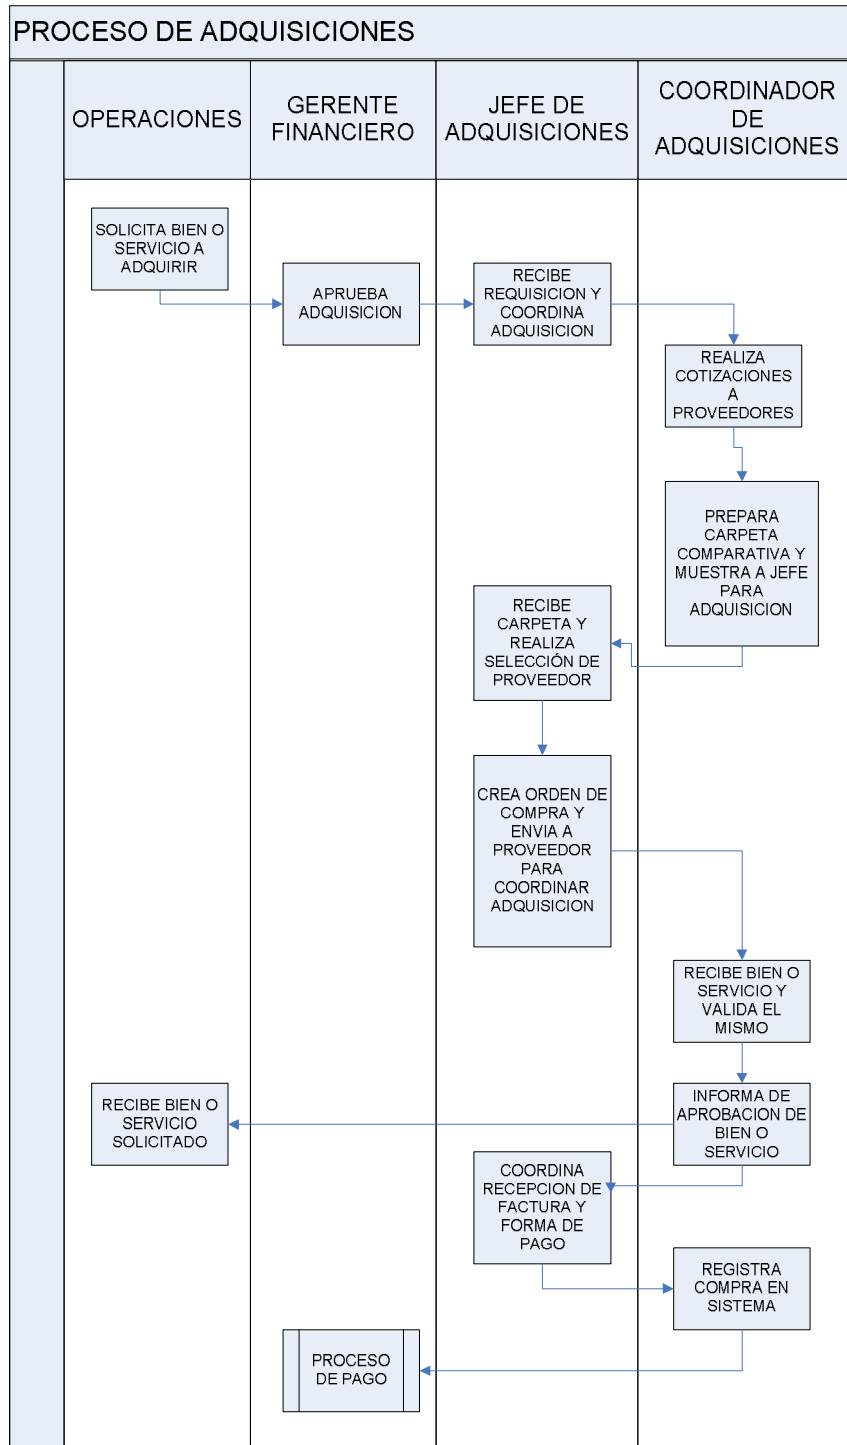 PROCESO DE ADQUISICIONES
OPERACIONES
GERENTE
FINANCIERO
JEFE DE
ADQUISICIONES
COORDINADOR
DE
ADQUISICIONES
SOLICITA BIEN O
SERVICIO A
ADQUIRIR
APRUEBA
ADQUISICION
RECIBE
REQUISICION Y
COORDINA
ADQUISICION
REALIZA
COTIZACIONES
A
PROVEEDORES
PREPARA
CARPETA
COMPARATIVA Y
MUESTRA A JEFE
PARA
ADQUISICION
RECIBE
CARPETA Y
REALIZA
SELECCIÓN DE
PROVEEDOR
CREA ORDEN DE
COMPRA Y
ENVIA A
PROVEEDOR
PARA
COORDINAR
ADQUISICION
RECIBE BIEN O
SERVICIO Y
VALIDA EL
MISMO
INFORMA DE
APROBACION DE
BIEN O
SERVICIO
RECIBE BIEN O
SERVICIO
SOLICITADO
COORDINA
RECEPCION DE
FACTURA Y
FORMA DE
PAGO
REGISTRA
COMPRA EN
SISTEMA
PROCESO
DE PAGO